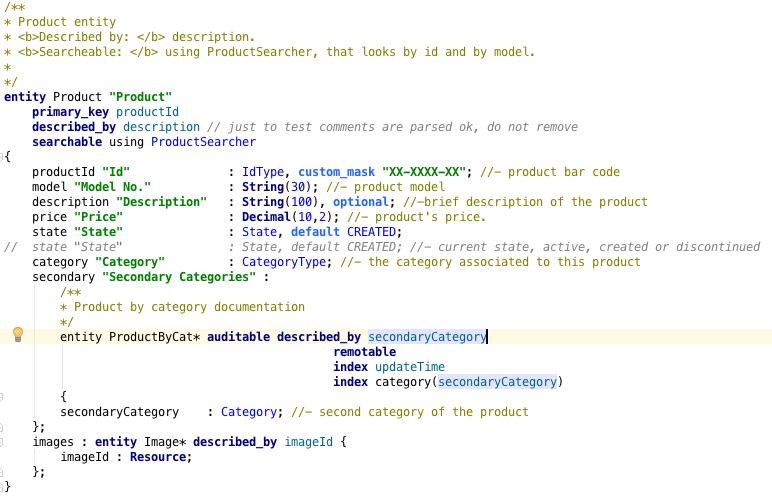 /**
* Product entity
* <b>Described by: </b> description.
* <b>Searcheable: </b> using ProductSearcher, that looks by id and by model.
*
*/
entity Product "Product"
    primary_key productId
    described_by description // just to test comments are parsed ok, do not remove
    searchable using ProductSearcher
{
    productId "Id"              : IdType, custom_mask "XX-XXXX-XX"; //- product bar code
    model "Model No."           : String(30); //- product model
    description "Description"   : String(100), optional; //-brief description of the product
    price "Price"               : Decimal(10,2); //- product's price.
    state "State"               : State, default CREATED;
//  state "State"               : State, default CREATED; //- current state, active, created or discontinued
    category "Category"         : CategoryType; //- the category associated to this product
    secondary "Secondary Categories" :
        /**
        * Product by category documentation
        */
        entity ProductByCat* auditable described_by secondaryCategory
                                               remotable
                                               index updateTime
                                               index category(secondaryCategory)
        {
        secondaryCategory    : Category; //- second category of the product
    };
    images : entity Image* described_by imageId {
        imageId : Resource;
    };
}